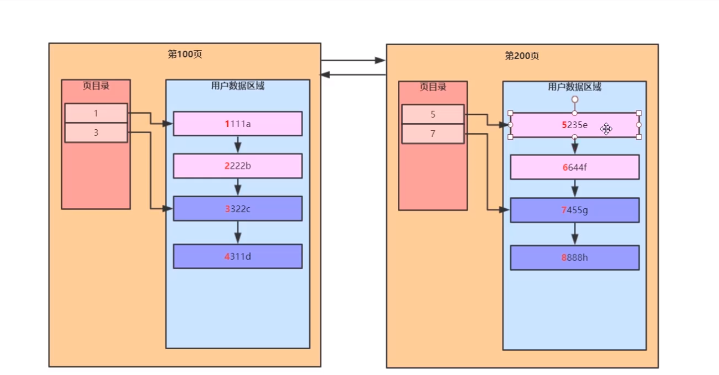 第100页
页目录
用户数据区域
1
3
1111a
2222b
3322c
4311d
第200页
页目录
用户数据区域
5
7
5235e
6644f
7455g
8888h